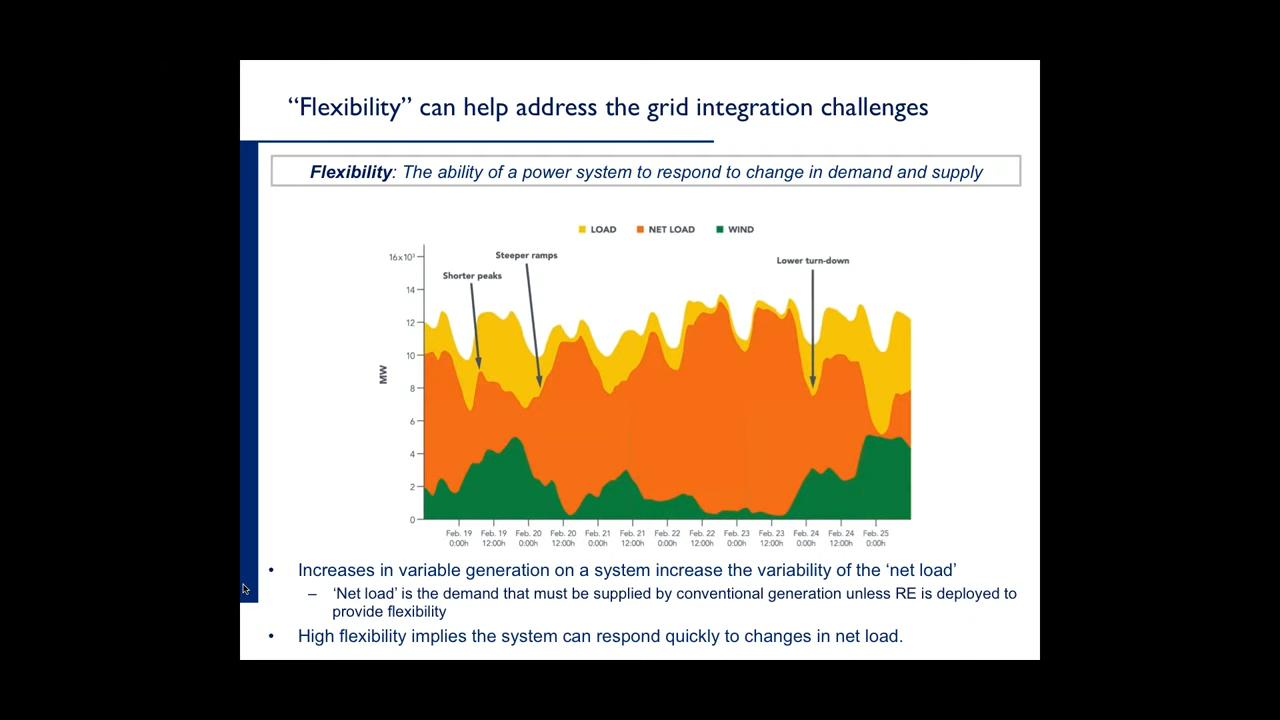 “Flexibility” can help address the grid integration challenges
Flexibility: The ability of a power system to respond to change in demand and supply
LOAD NET LOAD WIND
Steeper ramps
Lower turn-down
16x10³
Shorter peaks
14
12
10
MW
8
6
4
2
0
Feb. 19 Feb. 19 Feb. 20 Feb. 20 Feb. 21 Feb. 21 Feb. 22 Feb. 22 Feb. 23 Feb. 23 Feb. 24 Feb. 24 Feb. 25
0:00h 12:00h 0:00h 12:00h 0:00h 12:00h 0:00h 12:00h 0:00h 12:00h 0:00h 12:00h 0:00h
• Increases in variable generation on a system increase the variability of the ‘net load’
– ‘Net load’ is the demand that must be supplied by conventional generation unless RE is deployed to
provide flexibility
• High flexibility implies the system can respond quickly to changes in net load.